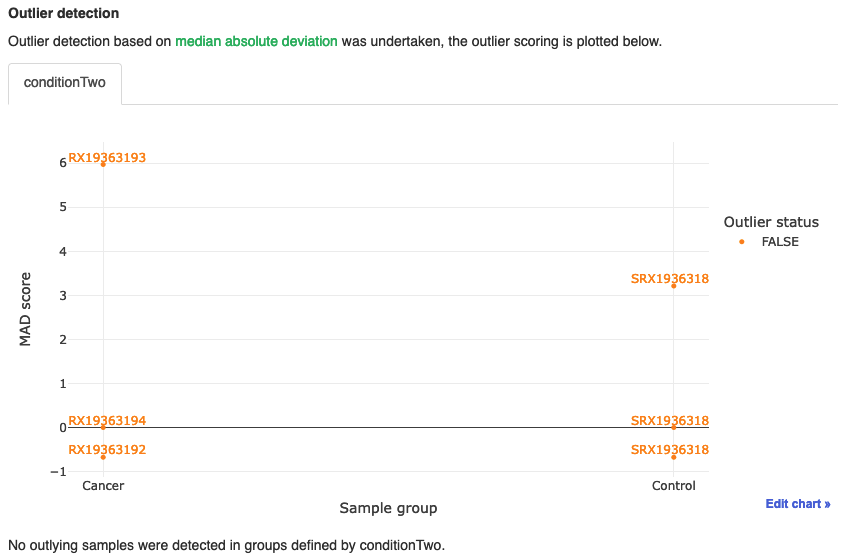 Outlier detection
Outlier detection based on median absolute deviation was undertaken, the outlier scoring is plotted below.
conditionTwo
6
5
4
3
2
1
0
−1
MAD score
RX19363193
RX19363194
RX19363192
SRX1936318
SRX1936318
SRX1936318
Cancer
Control
Sample group
Outlier status
FALSE
Edit chart »
No outlying samples were detected in groups defined by conditionTwo.